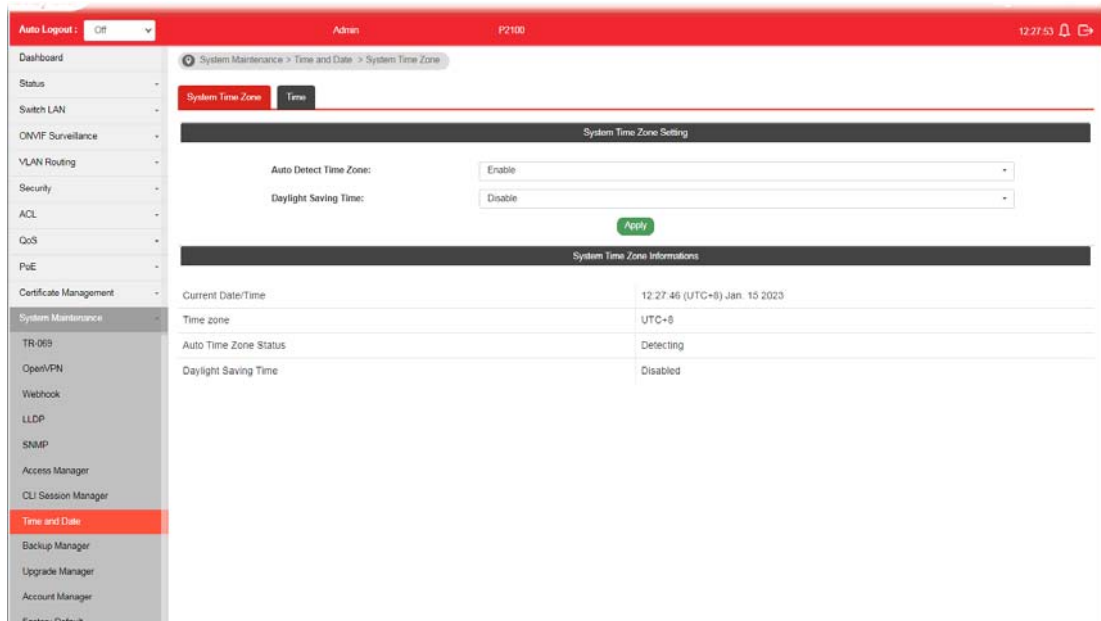 Auto Logout : Off Admin P2100 12:27:53
Dashboard
Status
Switch LAN
ONVIF Surveillance
VLAN Routing
Security
ACL
QoS
PoE
Certificate Management
System Maintenance
TR-069
OpenVPN
Webhook
LLDP
SNMP
Access Manager
CLI Session Manager
Time and Date
Backup Manager
Upgrade Manager
Account Manager
System Maintenance > Time and Date > System Time Zone
System Time Zone Time
System Time Zone Setting
Auto Detect Time Zone: Enable
Daylight Saving Time: Disable
Apply
System Time Zone Informations
Current Date/Time 12:27:46 (UTC+8) Jan. 15 2023
Time zone UTC+8
Auto Time Zone Status Detecting
Daylight Saving Time Disabled